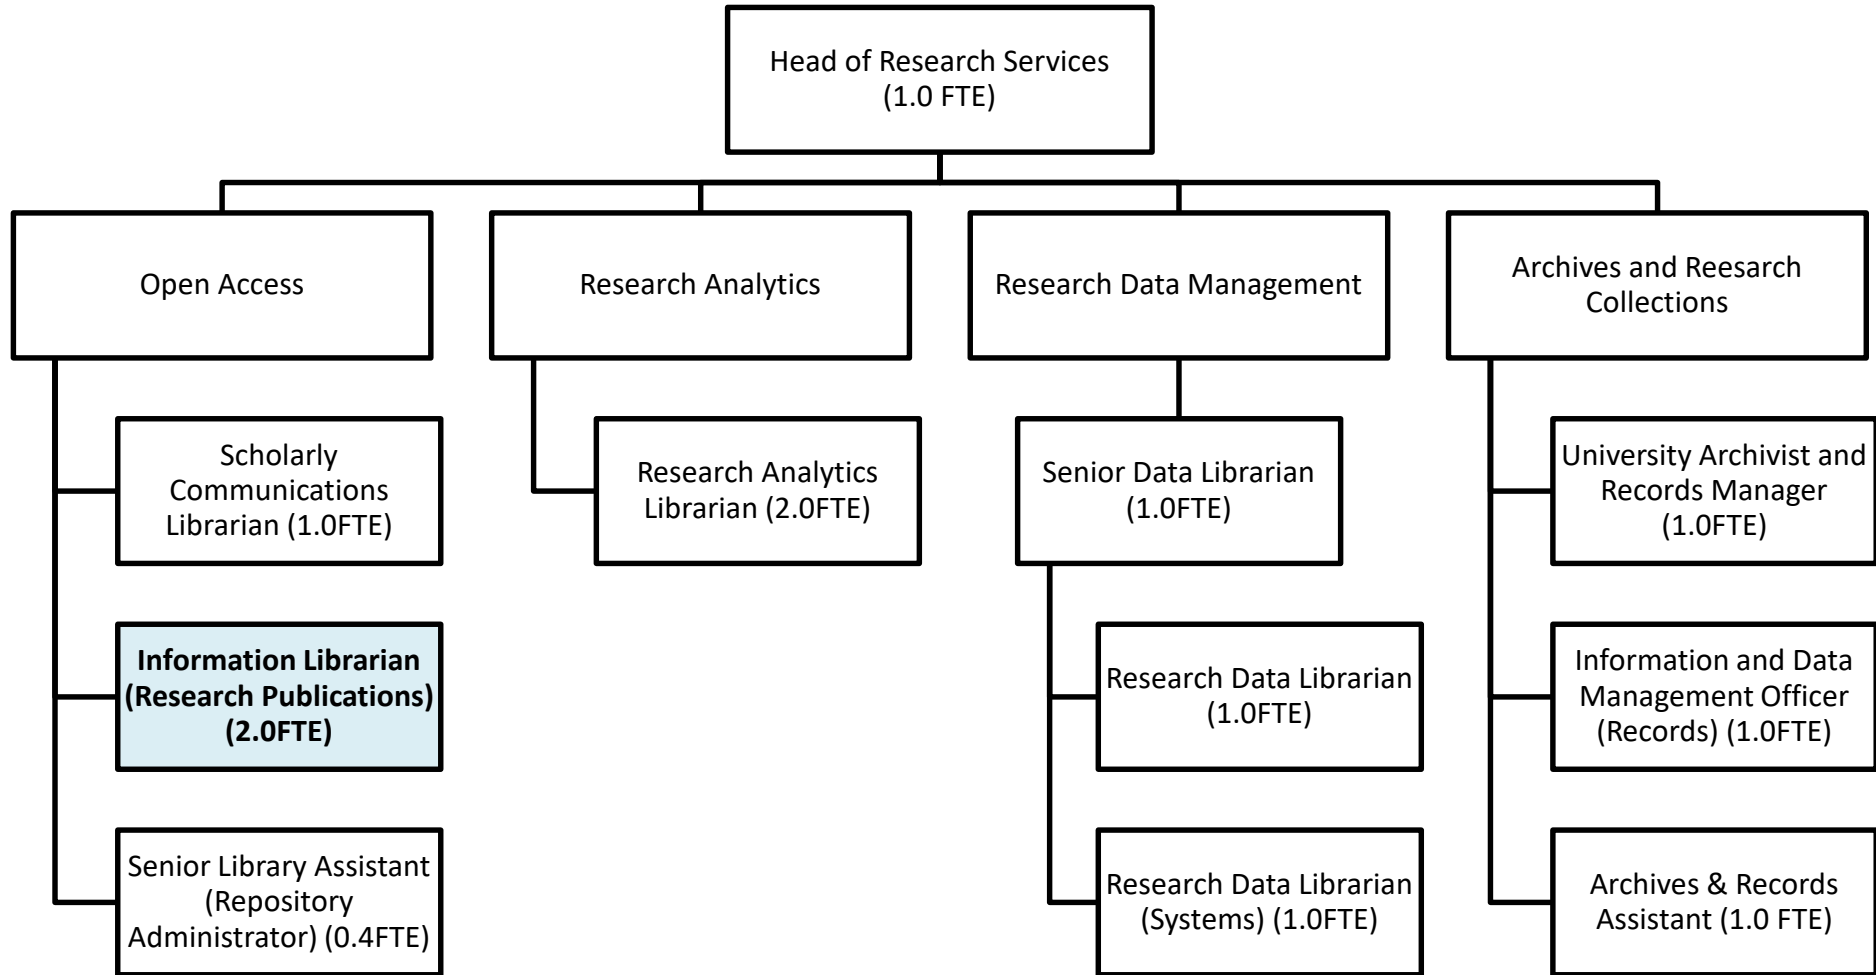 Head of Research Services
(1.0 FTE)
Open Access
Research Analytics
Research Data Management
Archives and Reesarch
Collections
Scholarly
Communications
Librarian (1.0FTE)
Research Analytics
Librarian (2.0FTE)
Senior Data Librarian
(1.0FTE)
University Archivist and
Records Manager
(1.0FTE)
Information Librarian
(Research Publications)
(2.0FTE)
Research Data Librarian
(1.0FTE)
Information and Data
Management Officer
(Records) (1.0FTE)
Senior Library Assistant
(Repository
Administrator) (0.4FTE)
Research Data Librarian
(Systems) (1.0FTE)
Archives & Records
Assistant (1.0 FTE)